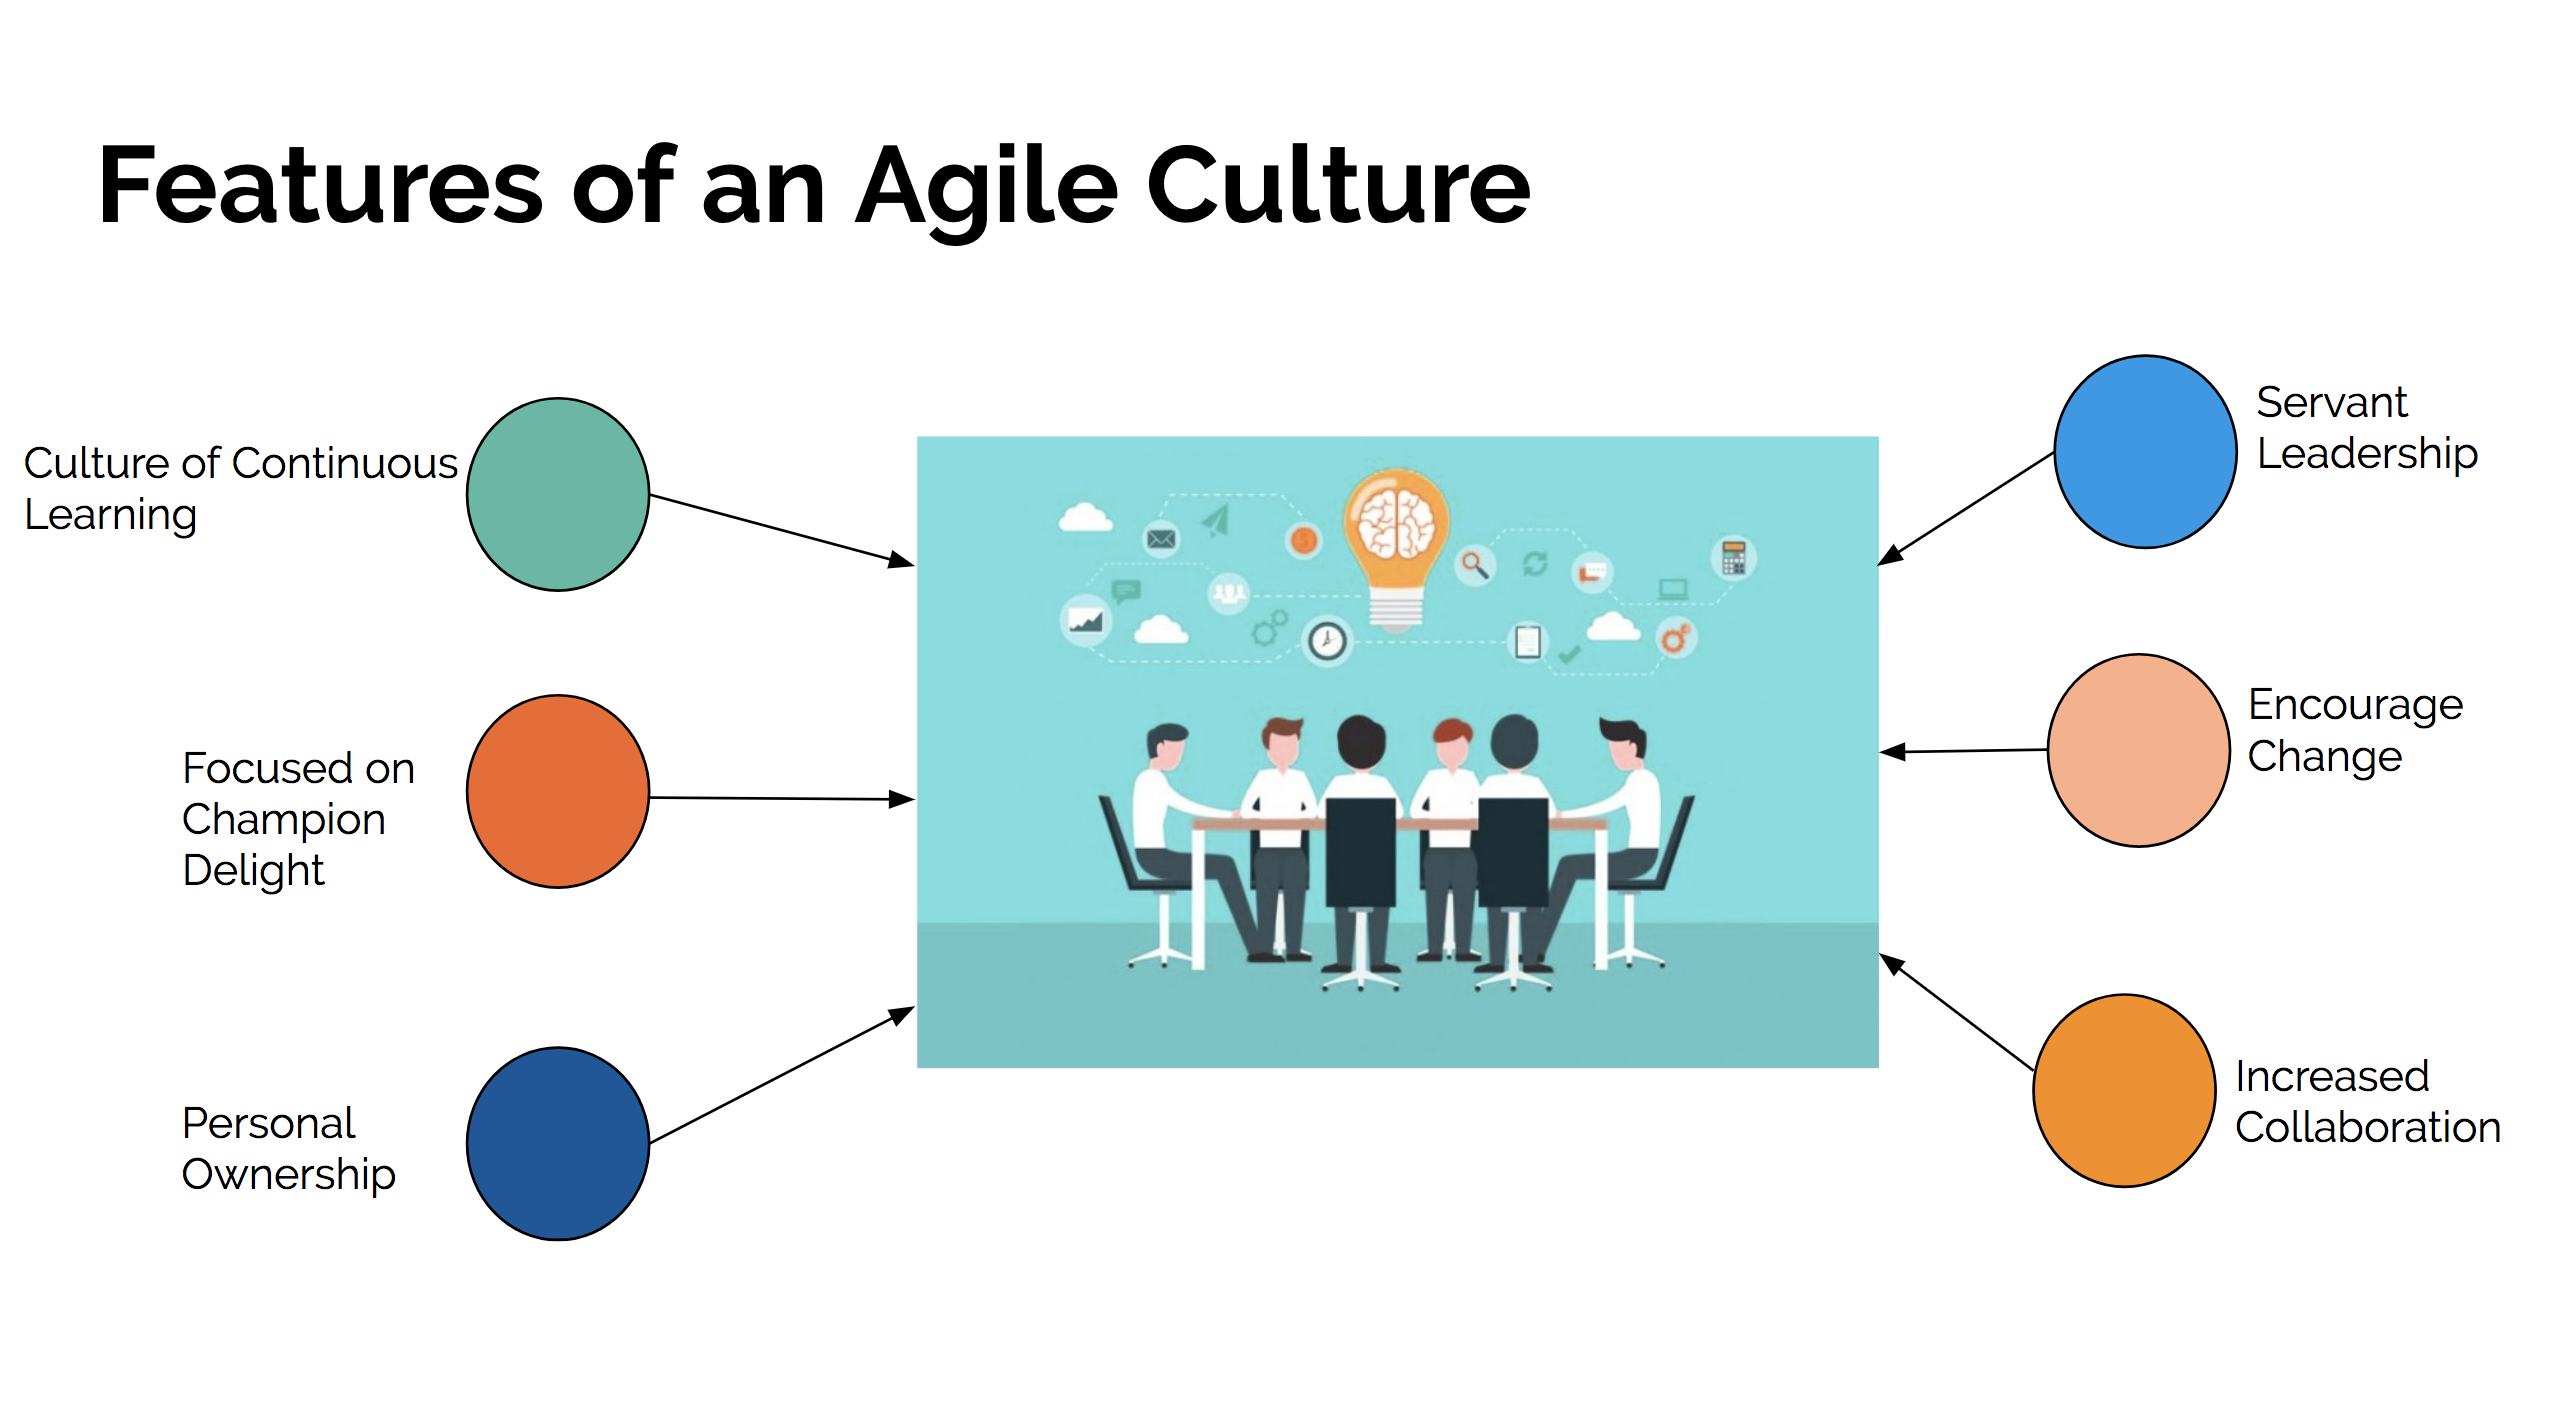 Features of an Agile Culture
Culture of Continuous
Learning
Focused on
Champion
Delight
Personal
Ownership
Servant
Leadership
Encourage
Change
Increased
Collaboration